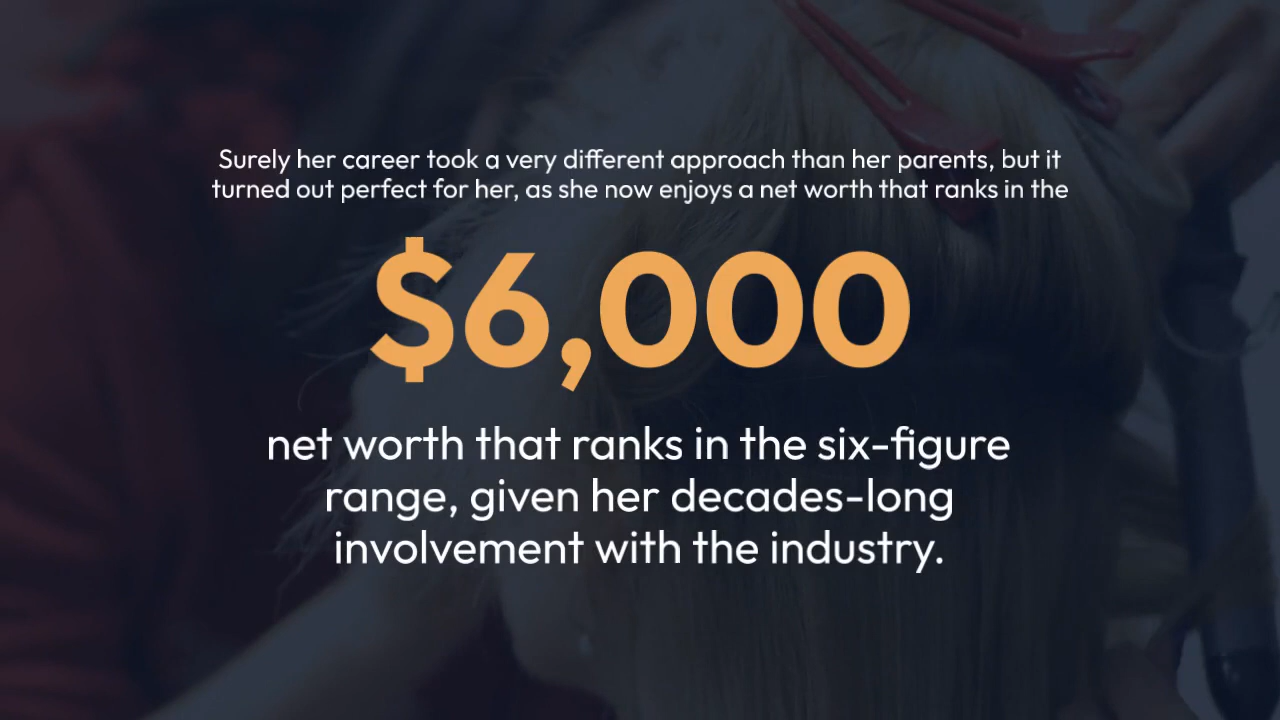 Surely her career took a very different approach than her parents, but it
turned out perfect for her, as she now enjoys a net worth that ranks in the
$6,000
net worth that ranks in the six-figure
range, given her decades-long
involvement with the industry.